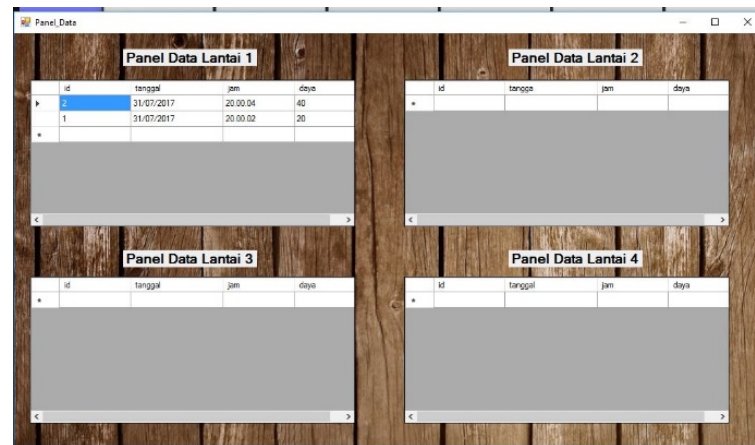 Panel_Data
Panel Data Lantai 1
id tanggal jam daya
2 31/07/2017 20.00.04 40
1 31/07/2017 20.00.02 20
Panel Data Lantai 2
id tangga jam daya
Panel Data Lantai 3
id tanggal jam daya
Panel Data Lantai 4
id tanggal jam daya